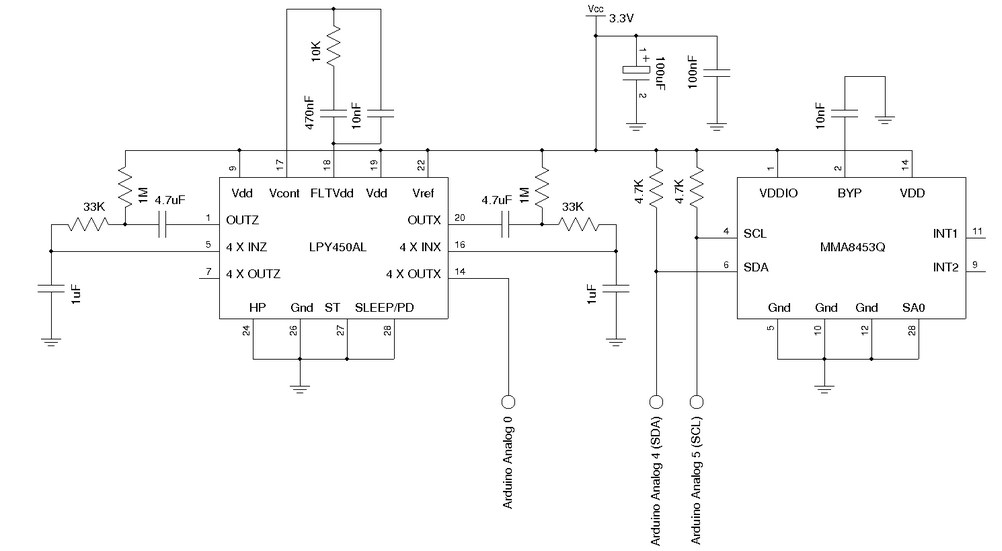 Vcc
3.3V
10K
1
+
100uF
2
100nF
470nF
10nF
10nF
9
17
18
19
22
1
2
14
Vdd
Vcont
FLTVdd
Vdd
Vref
VDDIO
BYP
VDD
1M
33K
4.7uF
1
OUTZ
OUTX
20
4.7uF
1M
33K
4.7K
4.7K
4
SCL
INT1
11
5
4 X INZ
LPY450AL
4 X INX
16
MMA8453Q
6
SDA
INT2
9
7
4 X OUTZ
4 X OUTX
14
1uF
1uF
HP
Gnd
ST
SLEEP/PD
Gnd
Gnd
Gnd
SA0
24
26
27
28
5
10
12
28
Arduino Analog 0
Arduino Analog 4 (SDA)
Arduino Analog 5 (SCL)